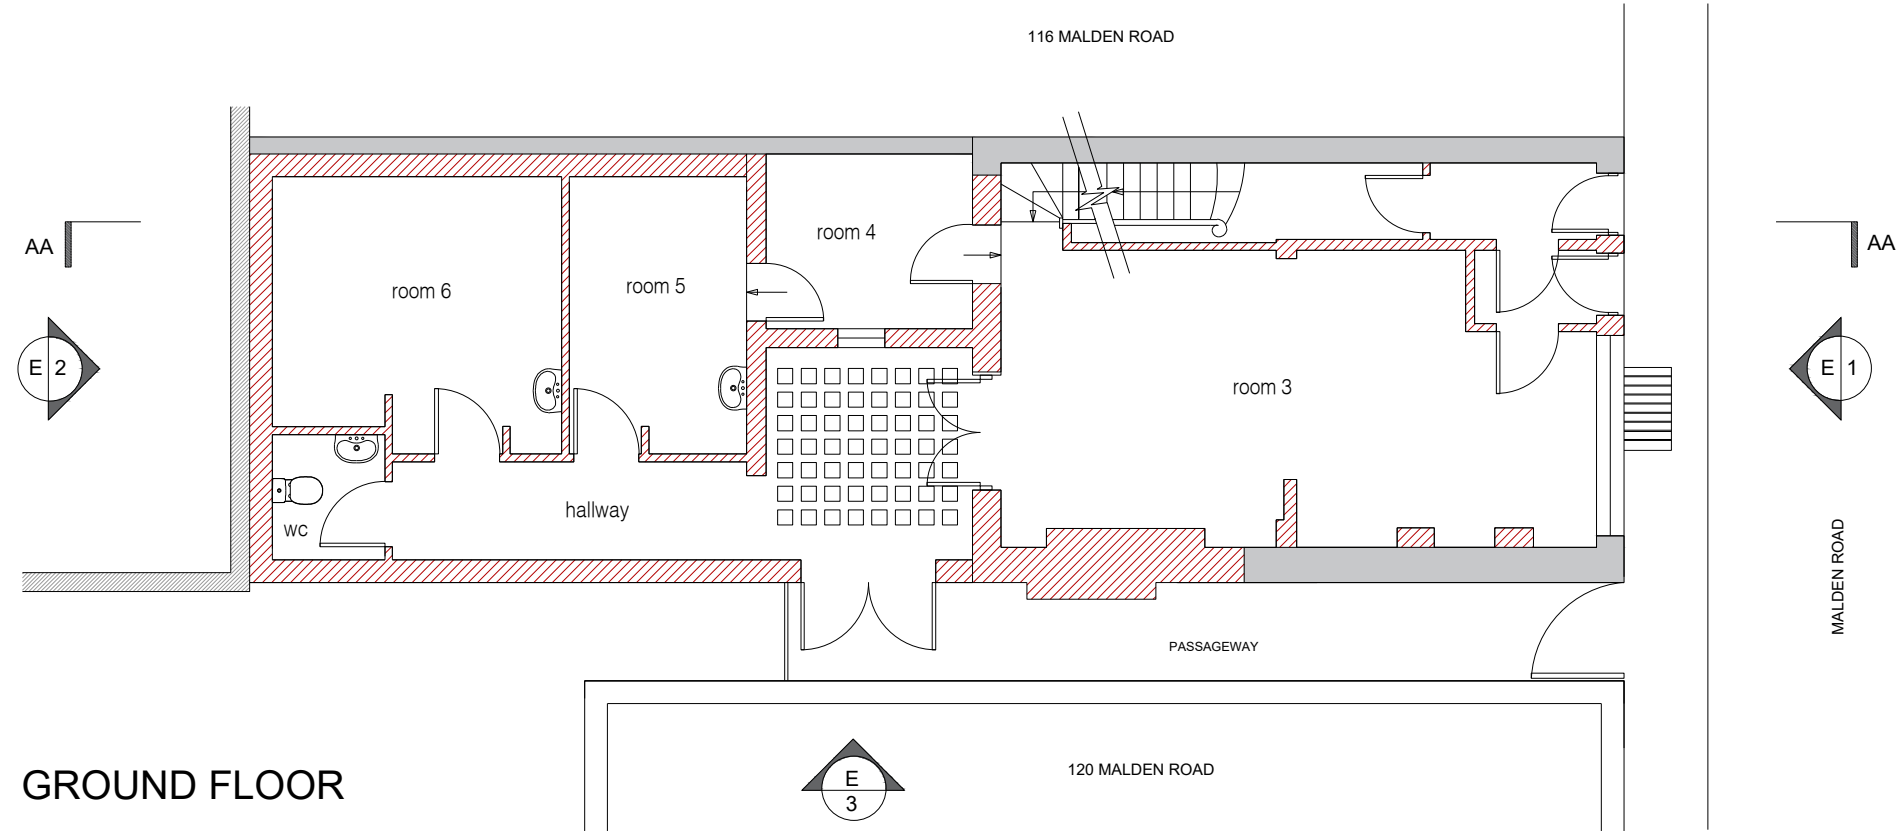 116 MALDEN ROAD
AA
AA
room 4
room 6
room 5
E 2
E 1
room 3
hallway
wc
MALDEN ROAD
PASSAGEWAY
120 MALDEN ROAD
E
3
GROUND FLOOR